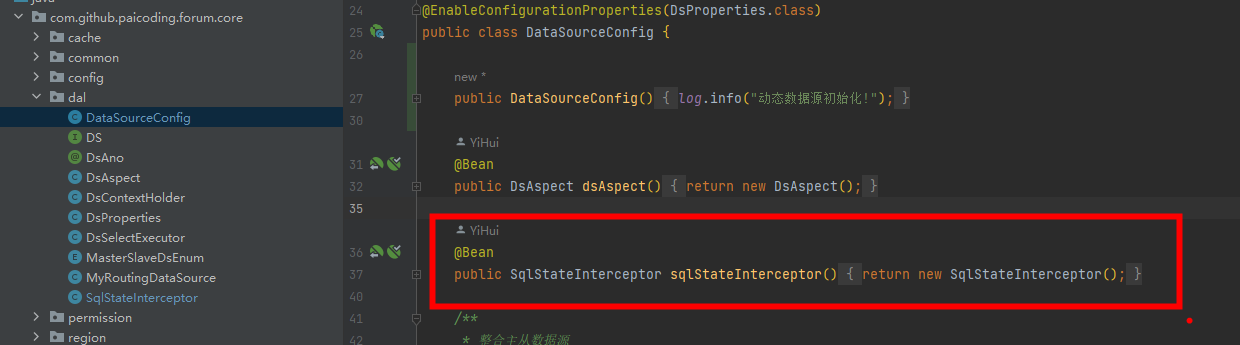 java
com.github.paicoding.forum.core
cache
common
config
dal
DataSourceConfig
DS
DsAno
DsAspect
DsContextHolder
DsProperties
DsSelectExecutor
MasterSlaveDsEnum
MyRoutingDataSource
SqlStateInterceptor
permission
region
24 @EnableConfigurationProperties(DsProperties.class)
25 public class DataSourceConfig {
26
new *
27 public DataSourceConfig() { log.info("动态数据源初始化!"); }
30
YiHui
31 @Bean
32 public DsAspect dsAspect() { return new DsAspect(); }
35
YiHui
36 @Bean
37 public SqlStateInterceptor sqlStateInterceptor() { return new SqlStateInterceptor(); }
40
41 /**
42 * 整合主从数据源